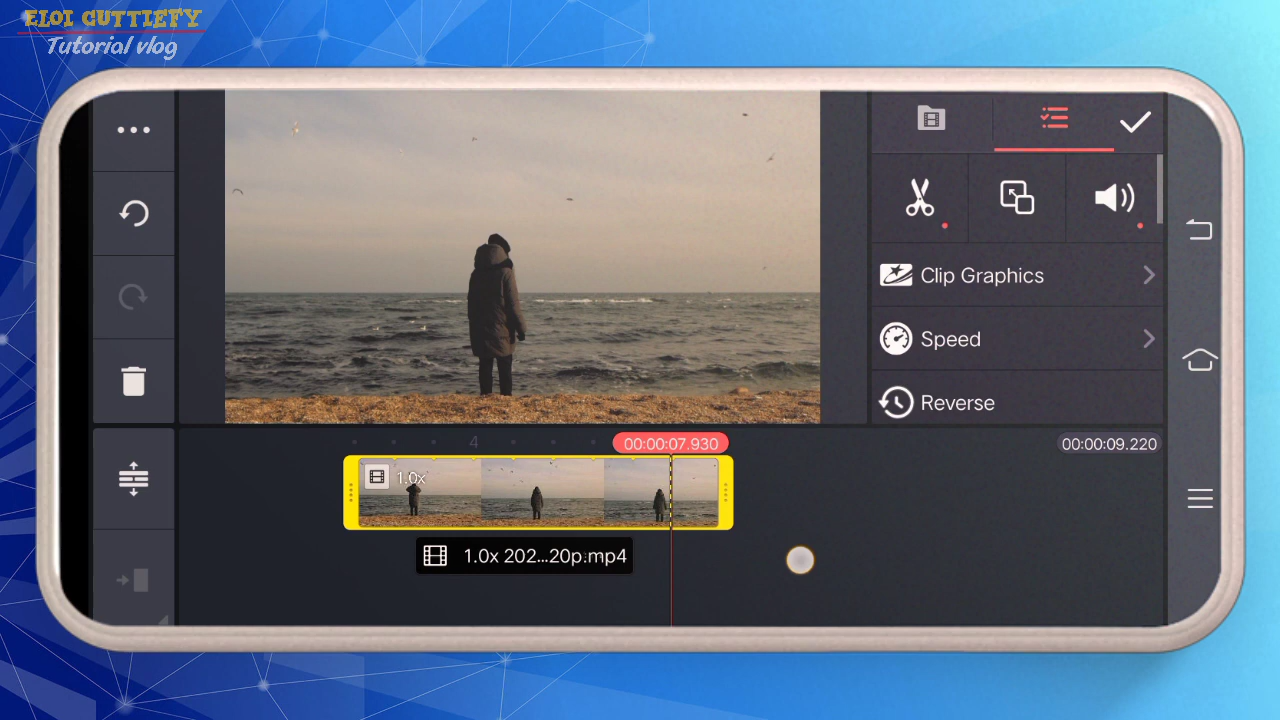 ELOI GUTTIEFY
Tutorial vlog
Clip Graphics
Speed
Reverse
4
00:00:07.930
00:00:09.220
1.0x
1.0x 202...20p.mp4